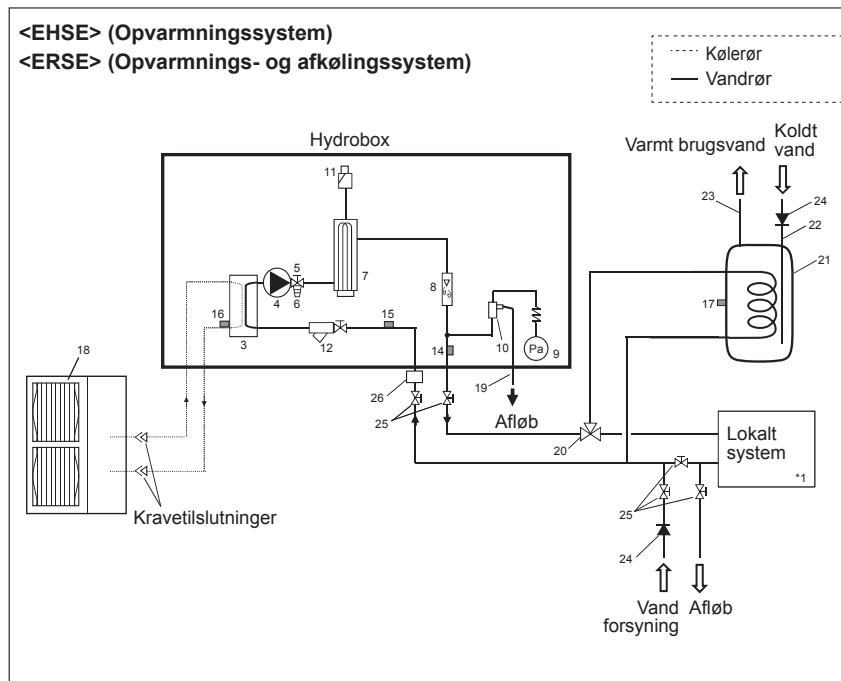 <EHSE> (Opvarmningssystem)
<ERSE> (Opvarmnings- og afkølingssystem)
Kølerør
Vandrør
Hydrobox
Varmt brugsvand
Koldt
vand
11
23
24
22
5
7
21
4
6
8
16
15
17
3
12
14
10
Pa
9
18
26
19
25
Afløb
20
Lokalt
system
*1
Kravetilslutninger
25
24
Vand
forsyning
Afløb